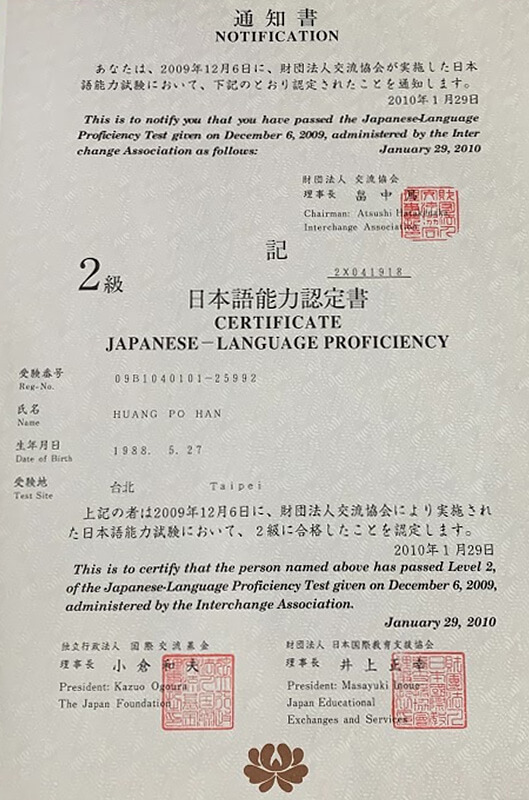 通知書
NOTIFICATION
あなたは、2009年12月6日に、財団法人交流協会が実施した日本
語能力試験において、下記のとおり認定されたことを通知します。
2010年1月29日
This is to notify you that you have passed the Japanese-Language
Proficiency Test given on December 6, 2009, administered by the Inter
change Association as follows: January 29, 2010
財団法人 交流協会
理事長 畠中 篤
Chairman: Atsushi Hatakenaka
Interchange Association
記
2級
2X041918
日本語能力認定書
CERTIFICATE
JAPANESE－LANGUAGE PROFICIENCY
受験番号 09B1040101-25992
Reg-No.
氏名 HUANG PO HAN
Name
生年月日 1988. 5.27
Date of Birth
受験地 台北 Taipei
Test Site
上記の者は2009年12月6日に、財団法人交流協会により実施され
た日本語能力試験において、2級に合格したことを認定します。
2010年1月29日
This is to certify that the person named above has passed Level 2,
of the Japanese-Language Proficiency Test given on December 6, 2009,
administered by the Interchange Association.
January 29, 2010
独立行政法人 国際交流基金 財団法人 日本国際教育支援協会
理事長 小倉和夫 理事長 井上正幸
President: Kazuo Ogoura President: Masayuki Inoue
The Japan Foundation Japan Educational
Exchanges and Services